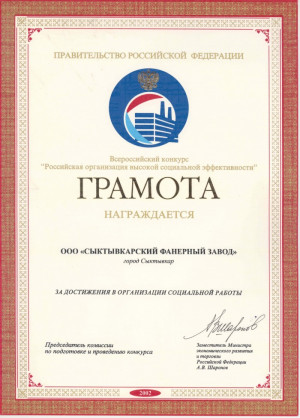 ПРАВИТЕЛЬСТВО РОССИЙСКОЙ ФЕДЕРАЦИИ
Всероссийский конкурс
"Российская организация высокой социальной эффективности"
ГРАМОТА
НАГРАЖДАЕТСЯ
ООО «СЫКТЫВКАРСКИЙ ФАНЕРНЫЙ ЗАВОД»
город Сыктывкар
ЗА ДОСТИЖЕНИЯ В ОРГАНИЗАЦИИ СОЦИАЛЬНОЙ РАБОТЫ
Председатель комиссии
по подготовке и проведению конкурса
Заместитель Министра
экономического развития
и торговли
Российской Федерации
А.В. Шаронов
2002